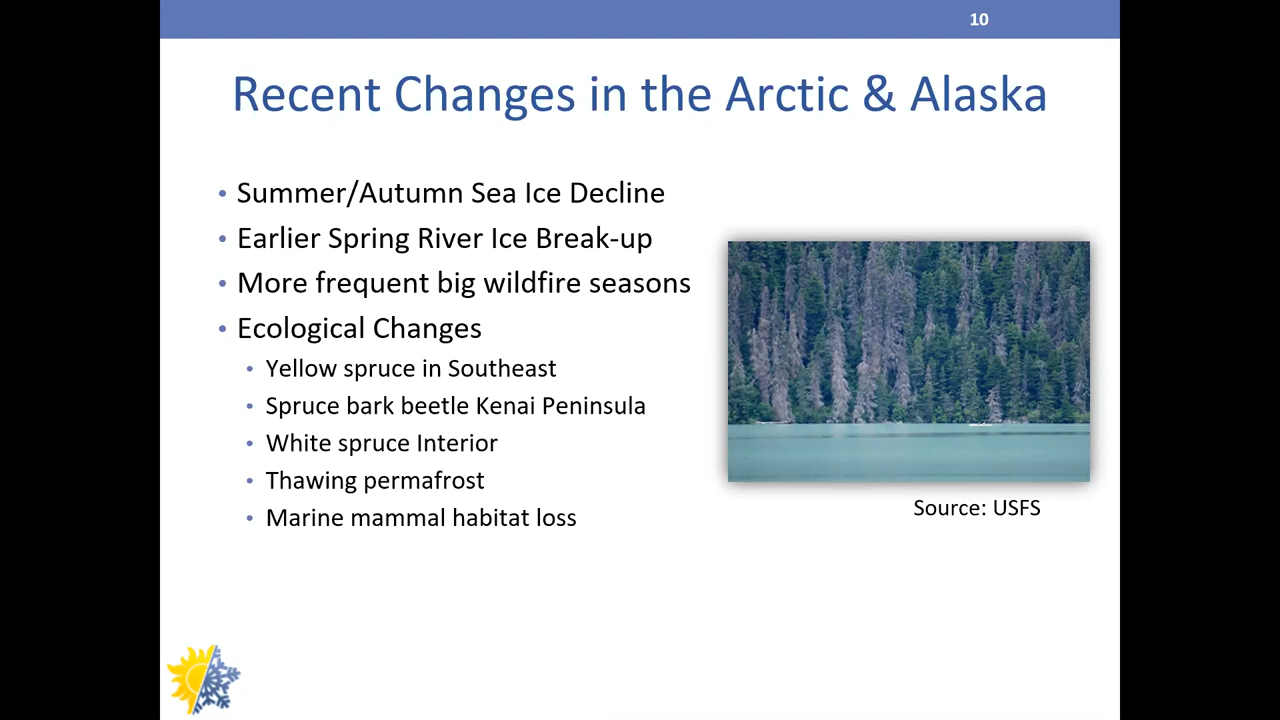 10
Recent Changes in the Arctic & Alaska
• Summer/Autumn Sea Ice Decline
• Earlier Spring River Ice Break-up
• More frequent big wildfire seasons
• Ecological Changes
• Yellow spruce in Southeast
• Spruce bark beetle Kenai Peninsula
• White spruce Interior
• Thawing permafrost
• Marine mammal habitat loss
Source: USFS